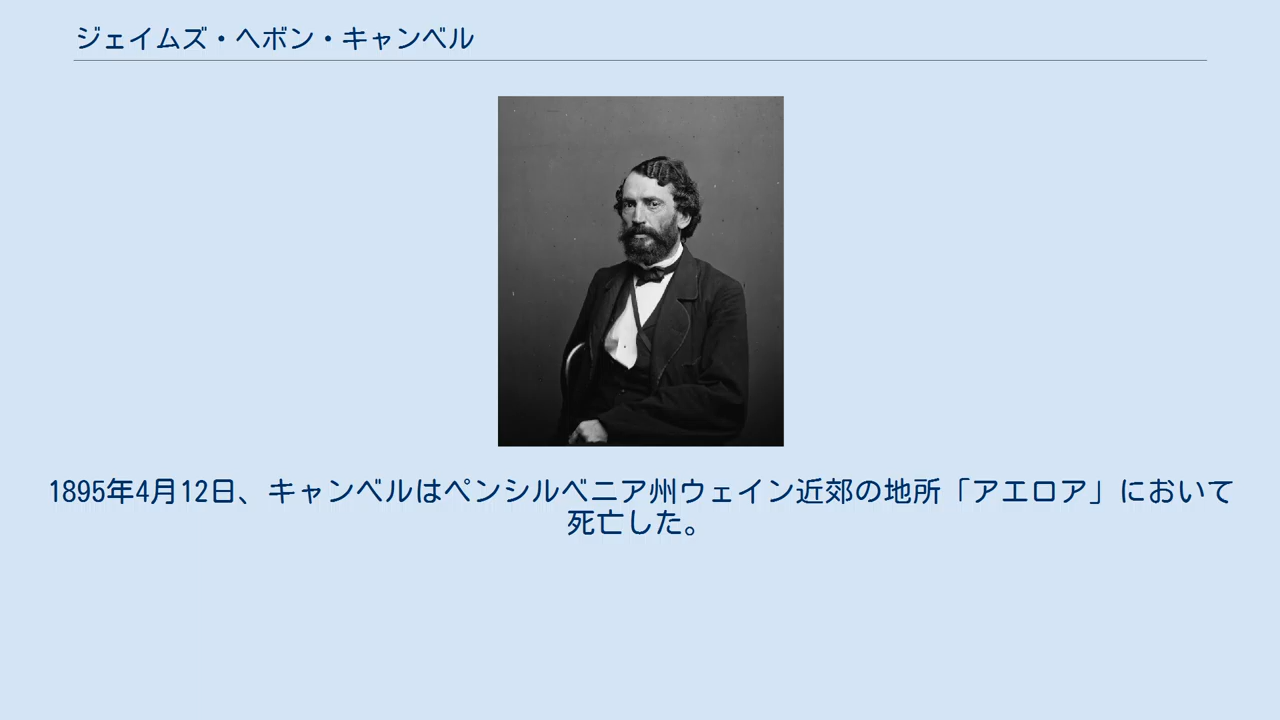 ジェイムズ・ヘボン・キャンベル
1895年4月12日、キャンベルはペンシルベニア州ウェイン近郊の地所「アエロア」において
死亡した。